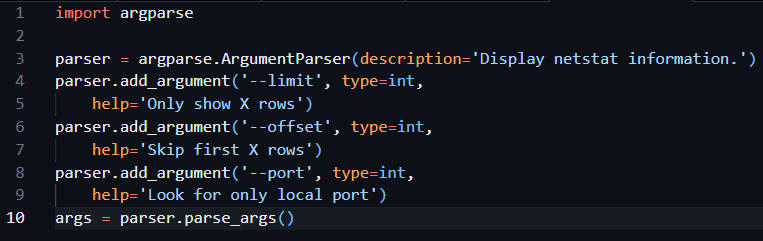 1 import argparse
2
3 parser = argparse.ArgumentParser(description='Display netstat information.')
4 parser.add_argument('--limit', type=int,
5     help='Only show X rows')
6 parser.add_argument('--offset', type=int,
7     help='Skip first X rows')
8 parser.add_argument('--port', type=int,
9     help='Look for only local port')
10 args = parser.parse_args()